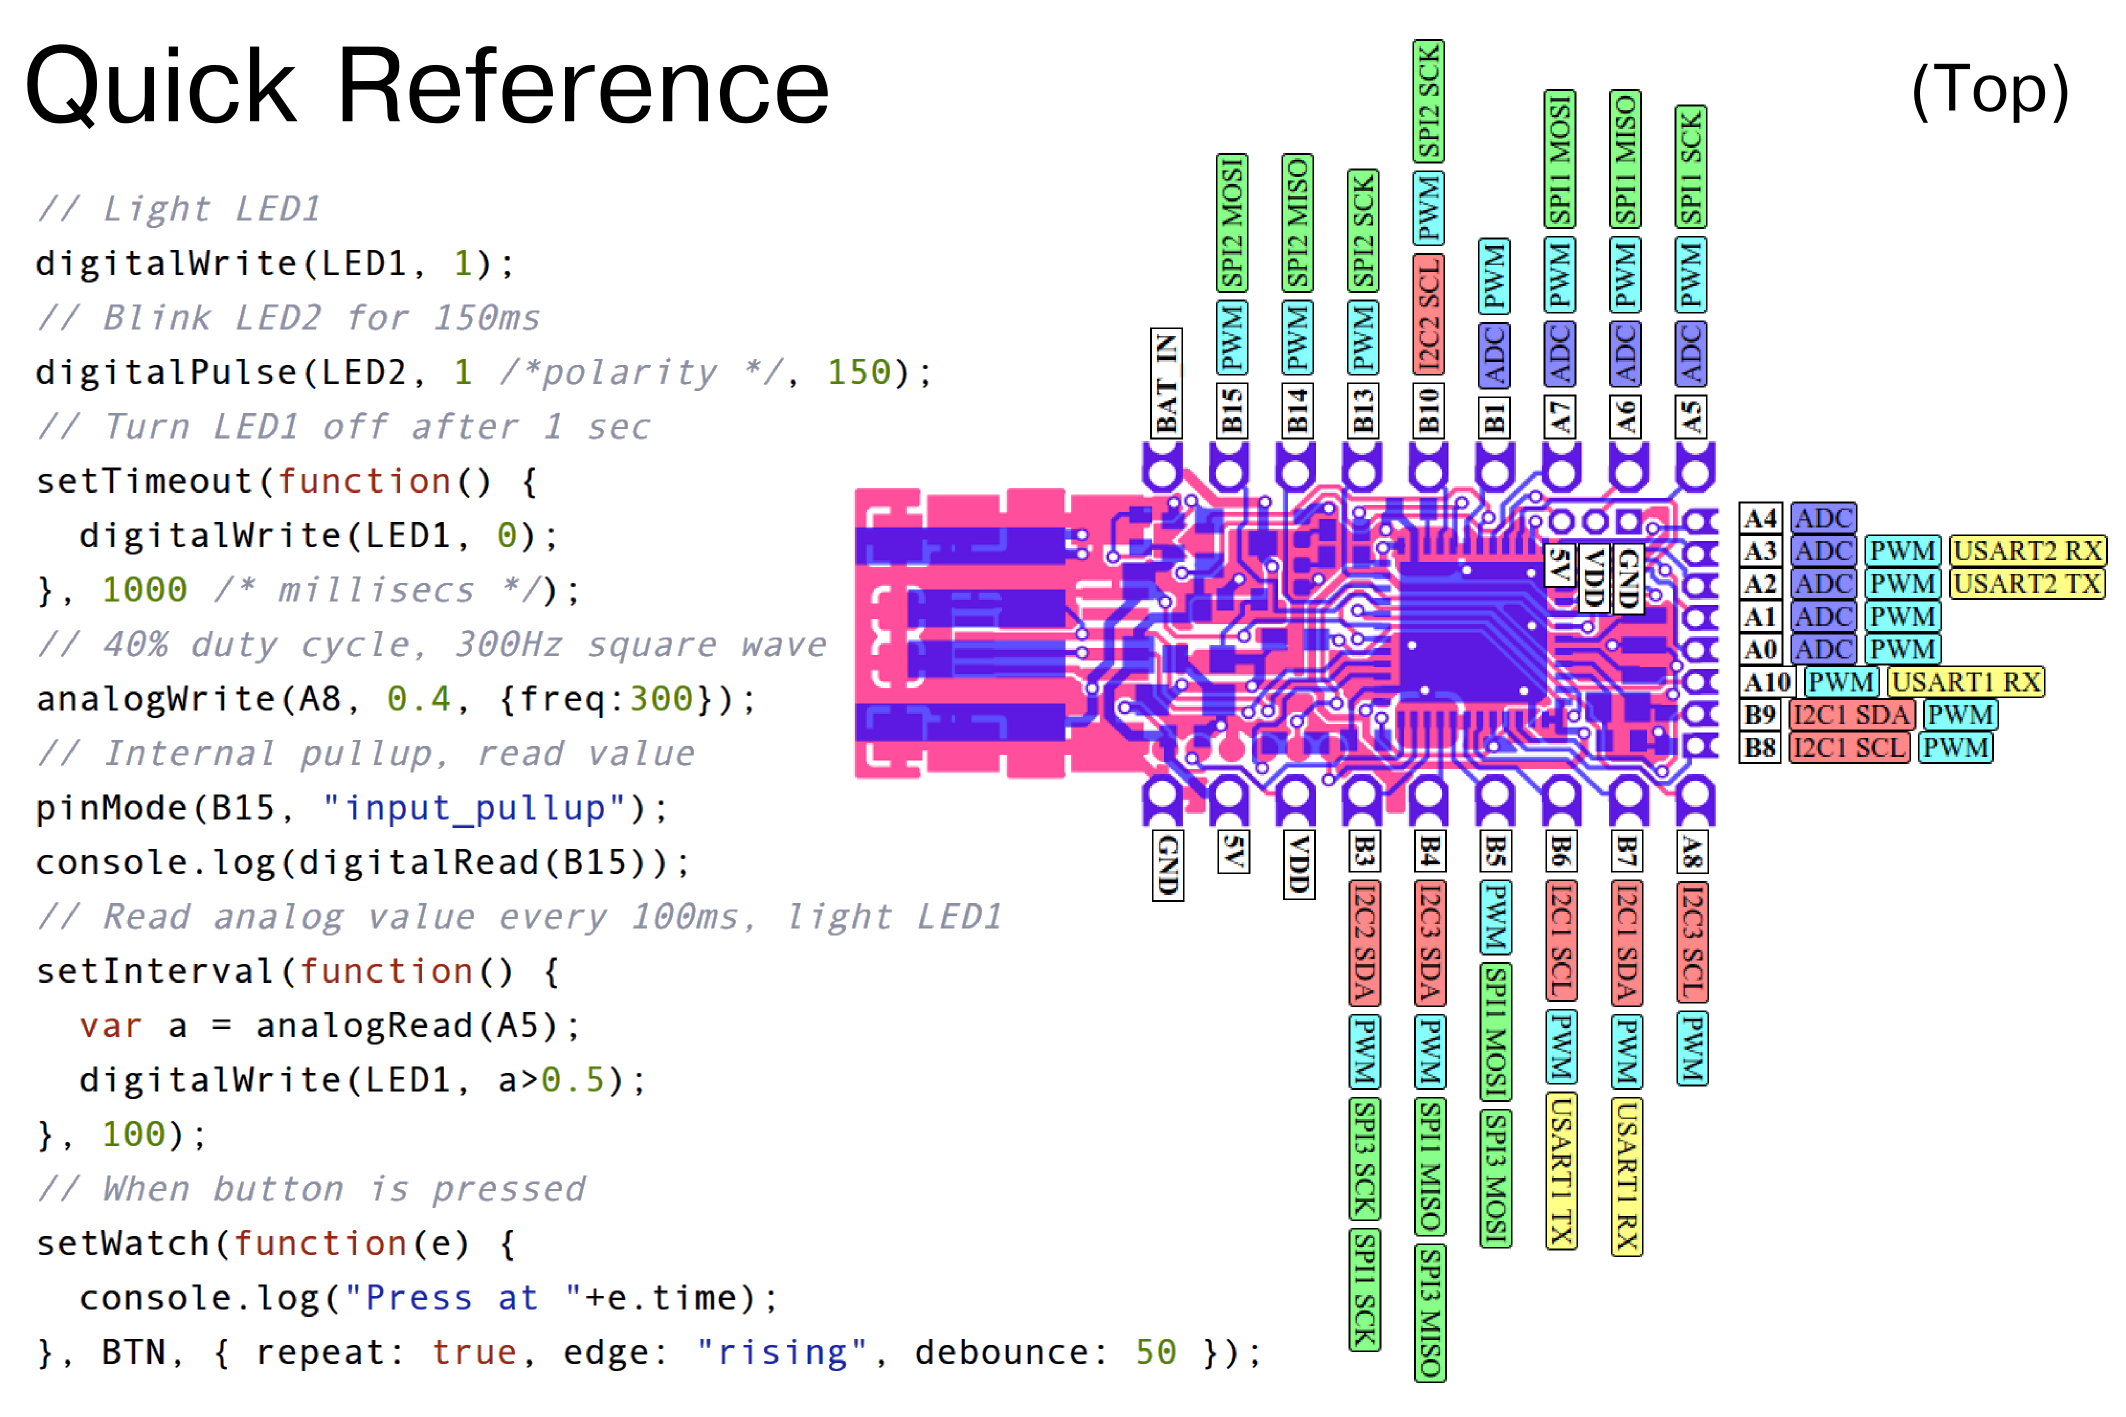 Quick Reference
(Top)
// Light LED1
digitalWrite(LED1, 1);
// Blink LED2 for 150ms
digitalPulse(LED2, 1 /*polarity */, 150);
// Turn LED1 off after 1 sec
setTimeout(function() {
  digitalWrite(LED1, 0);
}, 1000 /* millisecs */);
// 40% duty cycle, 300Hz square wave
analogWrite(A8, 0.4, {freq:300});
// Internal pullup, read value
pinMode(B15, "input_pullup");
console.log(digitalRead(B15));
// Read analog value every 100ms, light LED1
setInterval(function() {
  var a = analogRead(A5);
  digitalWrite(LED1, a>0.5);
}, 100);
// When button is pressed
setWatch(function(e) {
  console.log("Press at "+e.time);
}, BTN, { repeat: true, edge: "rising", debounce: 50 });
BAT_IN
B15 PWM SPI2 MOSI
B14 PWM SPI2 MISO
B13 PWM SPI2 SCK
B10 I2C2 SCL PWM SPI2 SCK
B1 ADC PWM
A7 ADC PWM SPI1 MOSI
A6 ADC PWM SPI1 MISO
A5 ADC PWM SPI1 SCK
5V
VDD
GND
A4 ADC
A3 ADC PWM USART2 RX
A2 ADC PWM USART2 TX
A1 ADC PWM
A0 ADC PWM
A10 PWM USART1 RX
B9 I2C1 SDA PWM
B8 I2C1 SCL PWM
GND
5V
VDD
B3 I2C2 SDA PWM SPI3 SCK SPI1 SCK
B4 I2C3 SDA PWM SPI1 MISO SPI3 MISO
B5 PWM SPI1 MOSI SPI3 MOSI
B6 I2C1 SCL PWM USART1 TX
B7 I2C1 SDA PWM USART1 RX
A8 I2C3 SCL PWM